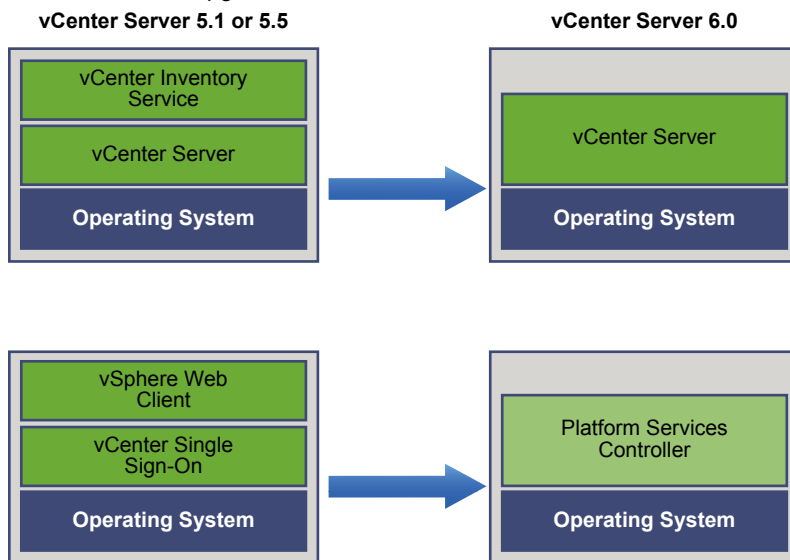 vCenter Server 5.1 or 5.5
vCenter Server 6.0
vCenter Inventory
Service
vCenter Server
Operating System
vCenter Server
Operating System
vSphere Web
Client
vCenter Single
Sign-On
Operating System
Platform Services
Controller
Operating System